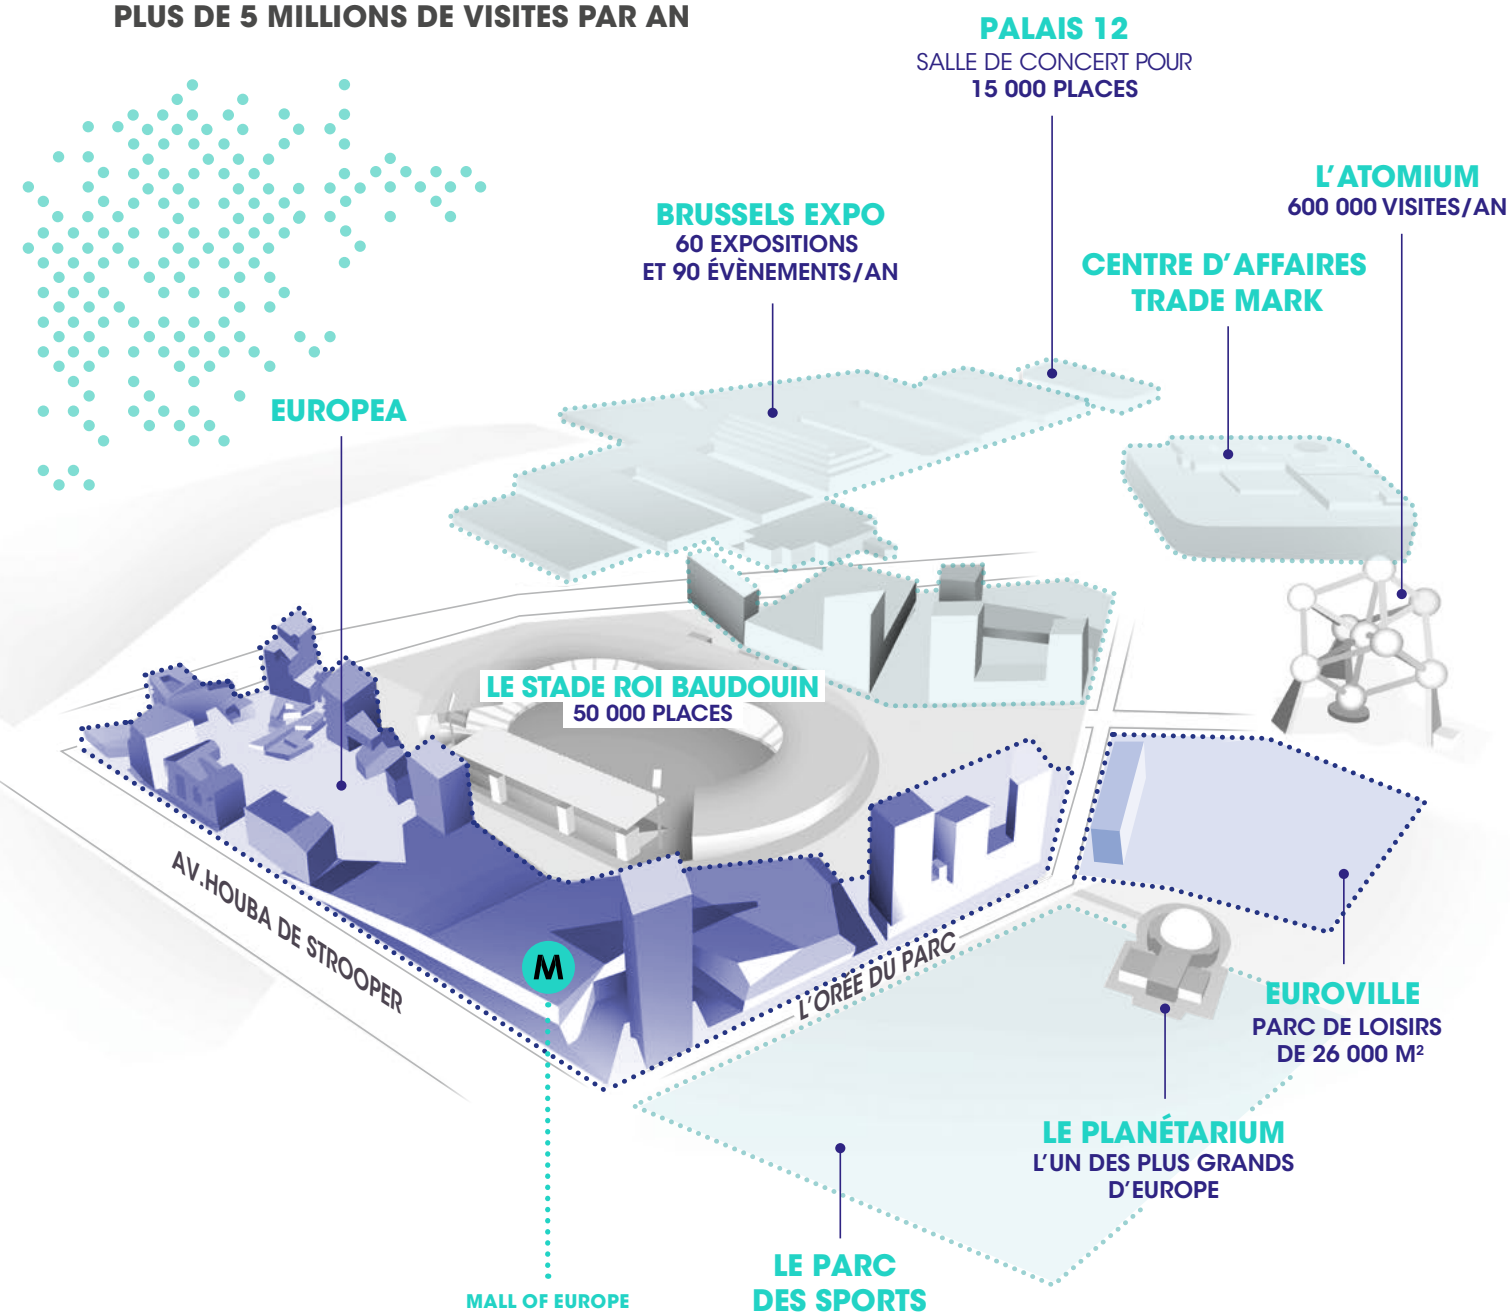 PLUS DE 5 MILLIONS DE VISITES PAR AN
PALAIS 12
SALLE DE CONCERT POUR
15 000 PLACES
L'ATOMIUM
600 000 VISITES/AN
BRUSSELS EXPO
60 EXPOSITIONS
ET 90 ÉVÈNEMENTS/AN
CENTRE D'AFFAIRES
TRADE MARK
EUROPEA
LE STADE ROI BAUDOUIN
50 000 PLACES
AV.HOUBA DE STROOPER
M
L'ORÉE DU PARC
EUROVILLE
PARC DE LOISIRS
DE 26 000 M²
LE PLANÉTARIUM
L'UN DES PLUS GRANDS
D'EUROPE
LE PARC
DES SPORTS
MALL OF EUROPE